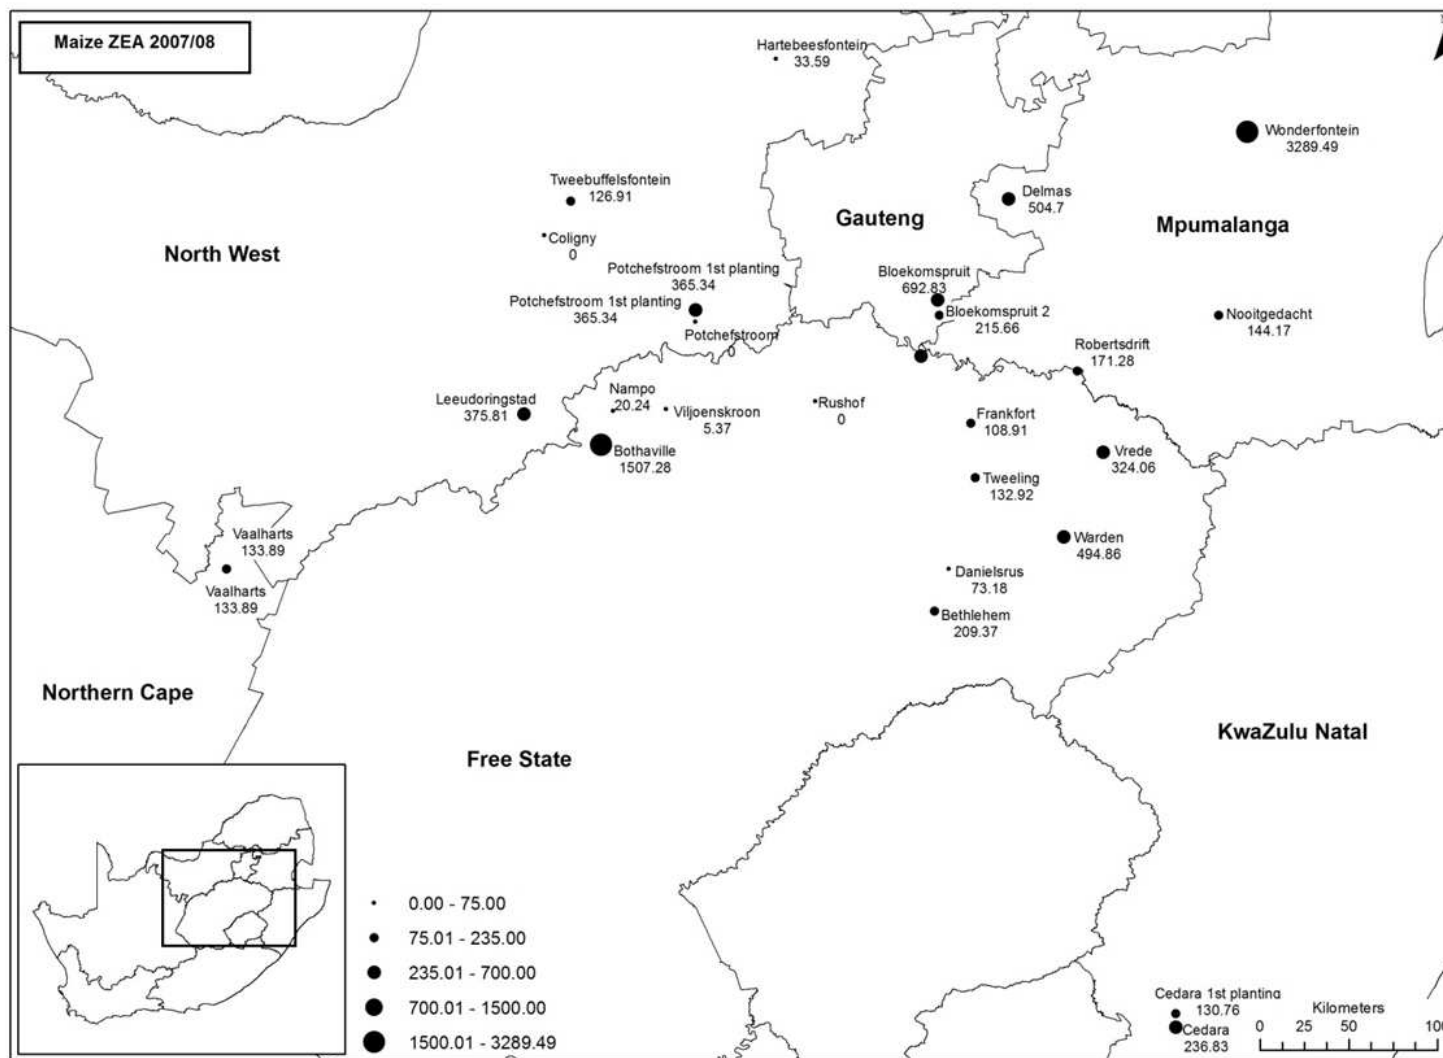 Maize ZEA 2007/08
Hartebeesfontein
33.59
Wonderfontein
3289.49
Tweebuffelsfontein
126.91
Delmas
504.7
Gauteng
Mpumalanga
North West
Coligny
0
Potchefstroom 1st planting
365.34
Bloekomspruit
692.83
Potchefstroom 1st planting
365.34
Bloekomspruit 2
215.66
Nooitgedacht
144.17
Potchefstroom
0
Robertsdrift
171.28
Leeudoringstad
375.81
Nampo
20.24
Viljoenskroon
5.37
Rushof
0
Frankfort
108.91
Bothaville
1507.28
Vrede
324.06
Tweeling
132.92
Vaalharts
133.89
Warden
494.86
Vaalharts
133.89
Danielsrus
73.18
Bethlehem
209.37
Northern Cape
Free State
KwaZulu Natal
0.00 - 75.00
75.01 - 235.00
235.01 - 700.00
700.01 - 1500.00
1500.01 - 3289.49
Cedara 1st planting
130.76
Cedara
236.83
Kilometers
0 25 50 100